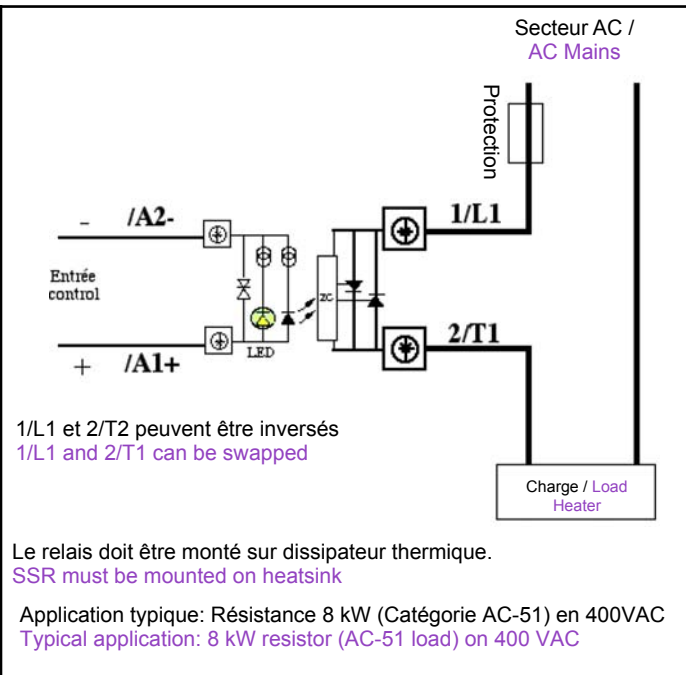 Secteur AC /
AC Mains
Protection
- /A2-
1/L1
Entrée
control
ZC
LED
+ /A1+
2/T1
1/L1 et 2/T2 peuvent être inversés
1/L1 and 2/T1 can be swapped
Charge / Load
Heater
Le relais doit être monté sur dissipateur thermique.
SSR must be mounted on heatsink
Application typique: Résistance 8 kW (Catégorie AC-51) en 400VAC
Typical application: 8 kW resistor (AC-51 load) on 400 VAC